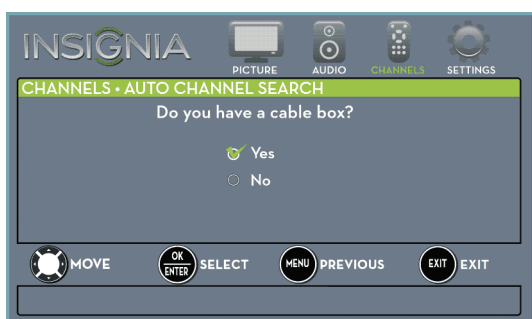 INSIGNIA
PICTURE AUDIO CHANNELS SETTINGS
CHANNELS • AUTO CHANNEL SEARCH
Do you have a cable box?
Yes
No
MOVE OK ENTER SELECT MENU PREVIOUS EXIT EXIT